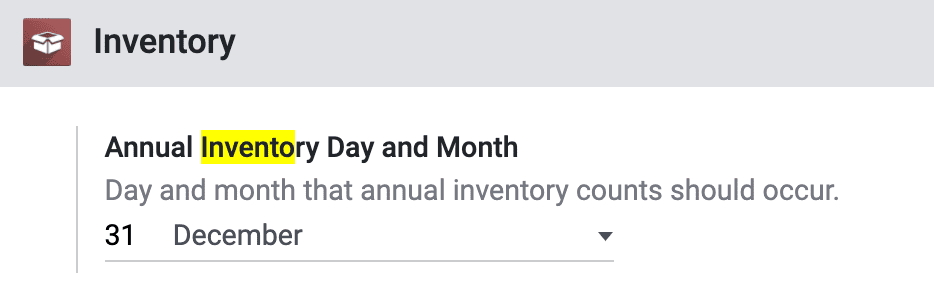 Inventory
Annual Inventory Day and Month
Day and month that annual inventory counts should occur.
31 December